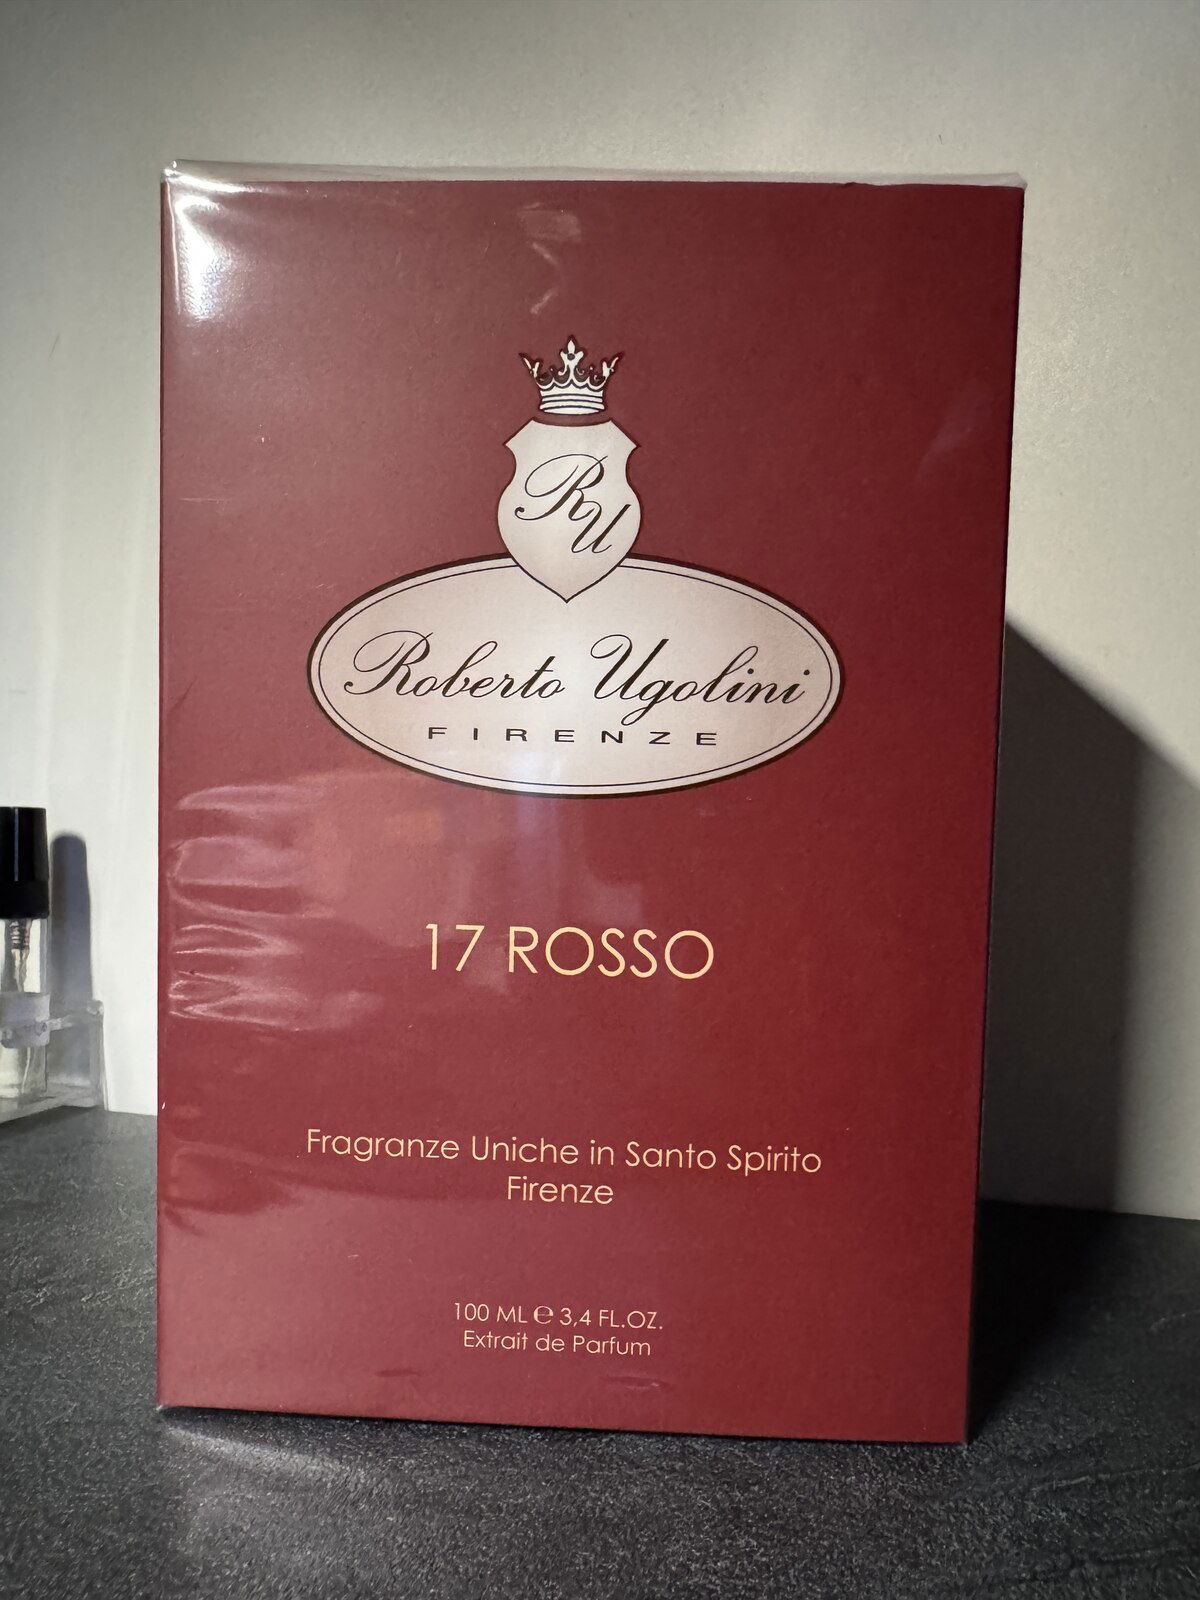 RU
Roberto Ugolini
FIRENZE
17 ROSSO
Fragranze Uniche in Santo Spirito
Firenze
100 ML ℮ 3,4 FL.OZ.
Extrait de Parfum